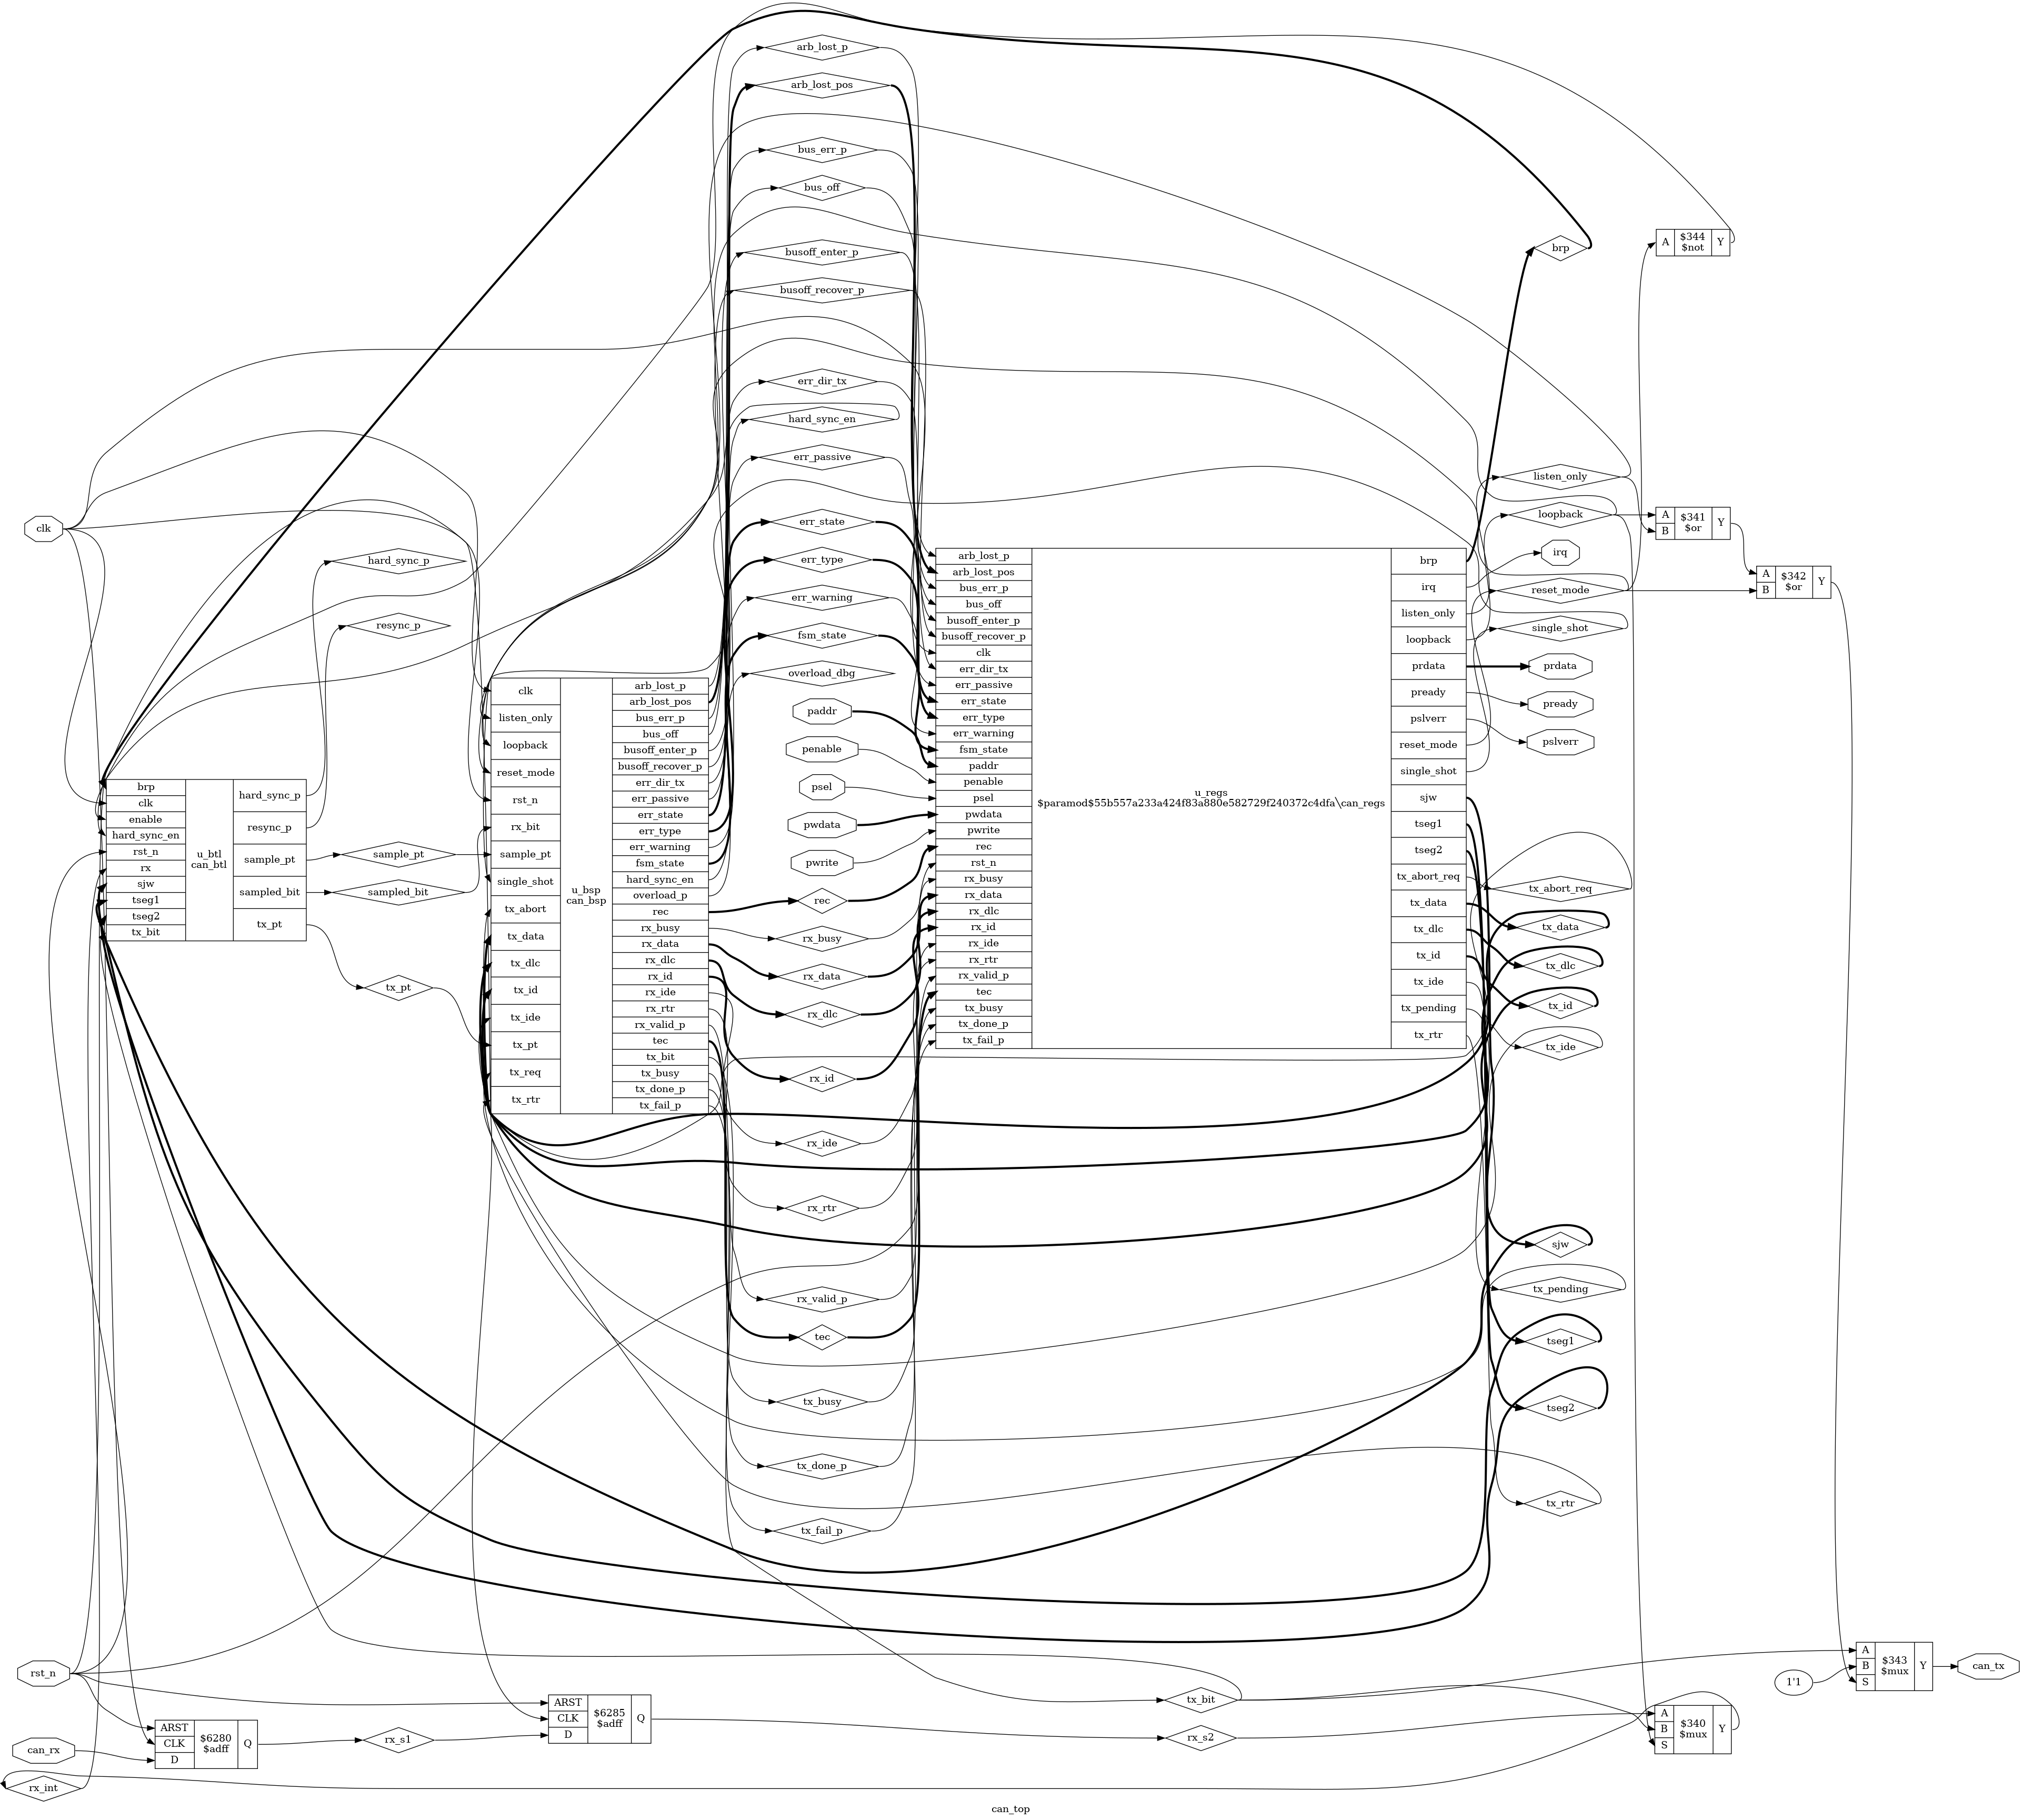 arb_lost_p
arb_lost_pos
bus_err_p
bus_off
busoff_enter_p
busoff_recover_p
err_dir_tx
hard_sync_en
err_passive
err_state
err_type
err_warning
fsm_state
overload_dbg
paddr
penable
psel
pwdata
pwrite
rec
rx_busy
rx_data
rx_dlc
rx_id
rx_ide
rx_rtr
rx_valid_p
tec
tx_busy
tx_done_p
tx_fail_p
clk
hard_sync_p
resync_p
sample_pt
sampled_bit
tx_pt
brp
clk
enable
hard_sync_en
rst_n
rx
sjw
tseg1
tseg2
tx_bit
u_btl
can_btl
hard_sync_p
resync_p
sample_pt
sampled_bit
tx_pt
clk
listen_only
loopback
reset_mode
rst_n
rx_bit
sample_pt
single_shot
tx_abort
tx_data
tx_dlc
tx_id
tx_ide
tx_pt
tx_req
tx_rtr
u_bsp
can_bsp
arb_lost_p
arb_lost_pos
bus_err_p
bus_off
busoff_enter_p
busoff_recover_p
err_dir_tx
err_passive
err_state
err_type
err_warning
fsm_state
hard_sync_en
overload_p
rec
rx_busy
rx_data
rx_dlc
rx_id
rx_ide
rx_rtr
rx_valid_p
tec
tx_bit
tx_busy
tx_done_p
tx_fail_p
arb_lost_p
arb_lost_pos
bus_err_p
bus_off
busoff_enter_p
busoff_recover_p
clk
err_dir_tx
err_passive
err_state
err_type
err_warning
fsm_state
paddr
penable
psel
pwdata
pwrite
rec
rst_n
rx_busy
rx_data
rx_dlc
rx_id
rx_ide
rx_rtr
rx_valid_p
tec
tx_busy
tx_done_p
tx_fail_p
u_regs
$paramod$55b557a233a424f83a880e582729f240372c4dfa\can_regs
brp
irq
listen_only
loopback
prdata
pready
pslverr
reset_mode
single_shot
sjw
tseg1
tseg2
tx_abort_req
tx_data
tx_dlc
tx_id
tx_ide
tx_pending
tx_rtr
brp
listen_only
loopback
irq
reset_mode
single_shot
prdata
pready
pslverr
tx_abort_req
tx_data
tx_dlc
tx_id
tx_ide
sjw
tx_pending
tseg1
tseg2
tx_rtr
A
$344
$not
Y
A
B
$341
$or
Y
A
B
$342
$or
Y
rst_n
can_rx
rx_int
ARST
CLK
D
$6280
$adff
Q
rx_s1
ARST
CLK
D
$6285
$adff
Q
tx_bit
rx_s2
A
B
S
$340
$mux
Y
1'1
A
B
S
$343
$mux
Y
can_tx
can_top